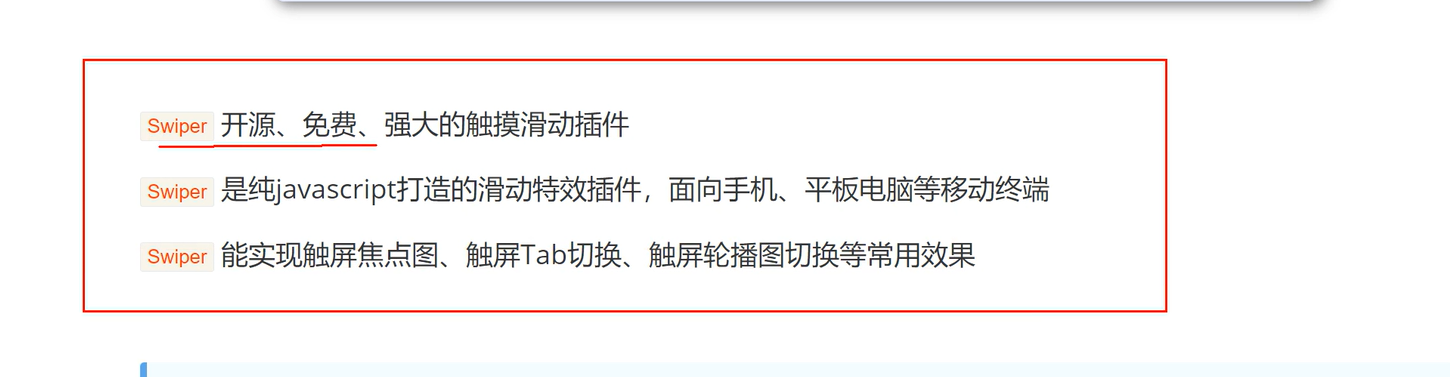 Swiper 开源、免费、强大的触摸滑动插件
Swiper 是纯javascript打造的滑动特效插件，面向手机、平板电脑等移动终端
Swiper 能实现触屏焦点图、触屏Tab切换、触屏轮播图切换等常用效果